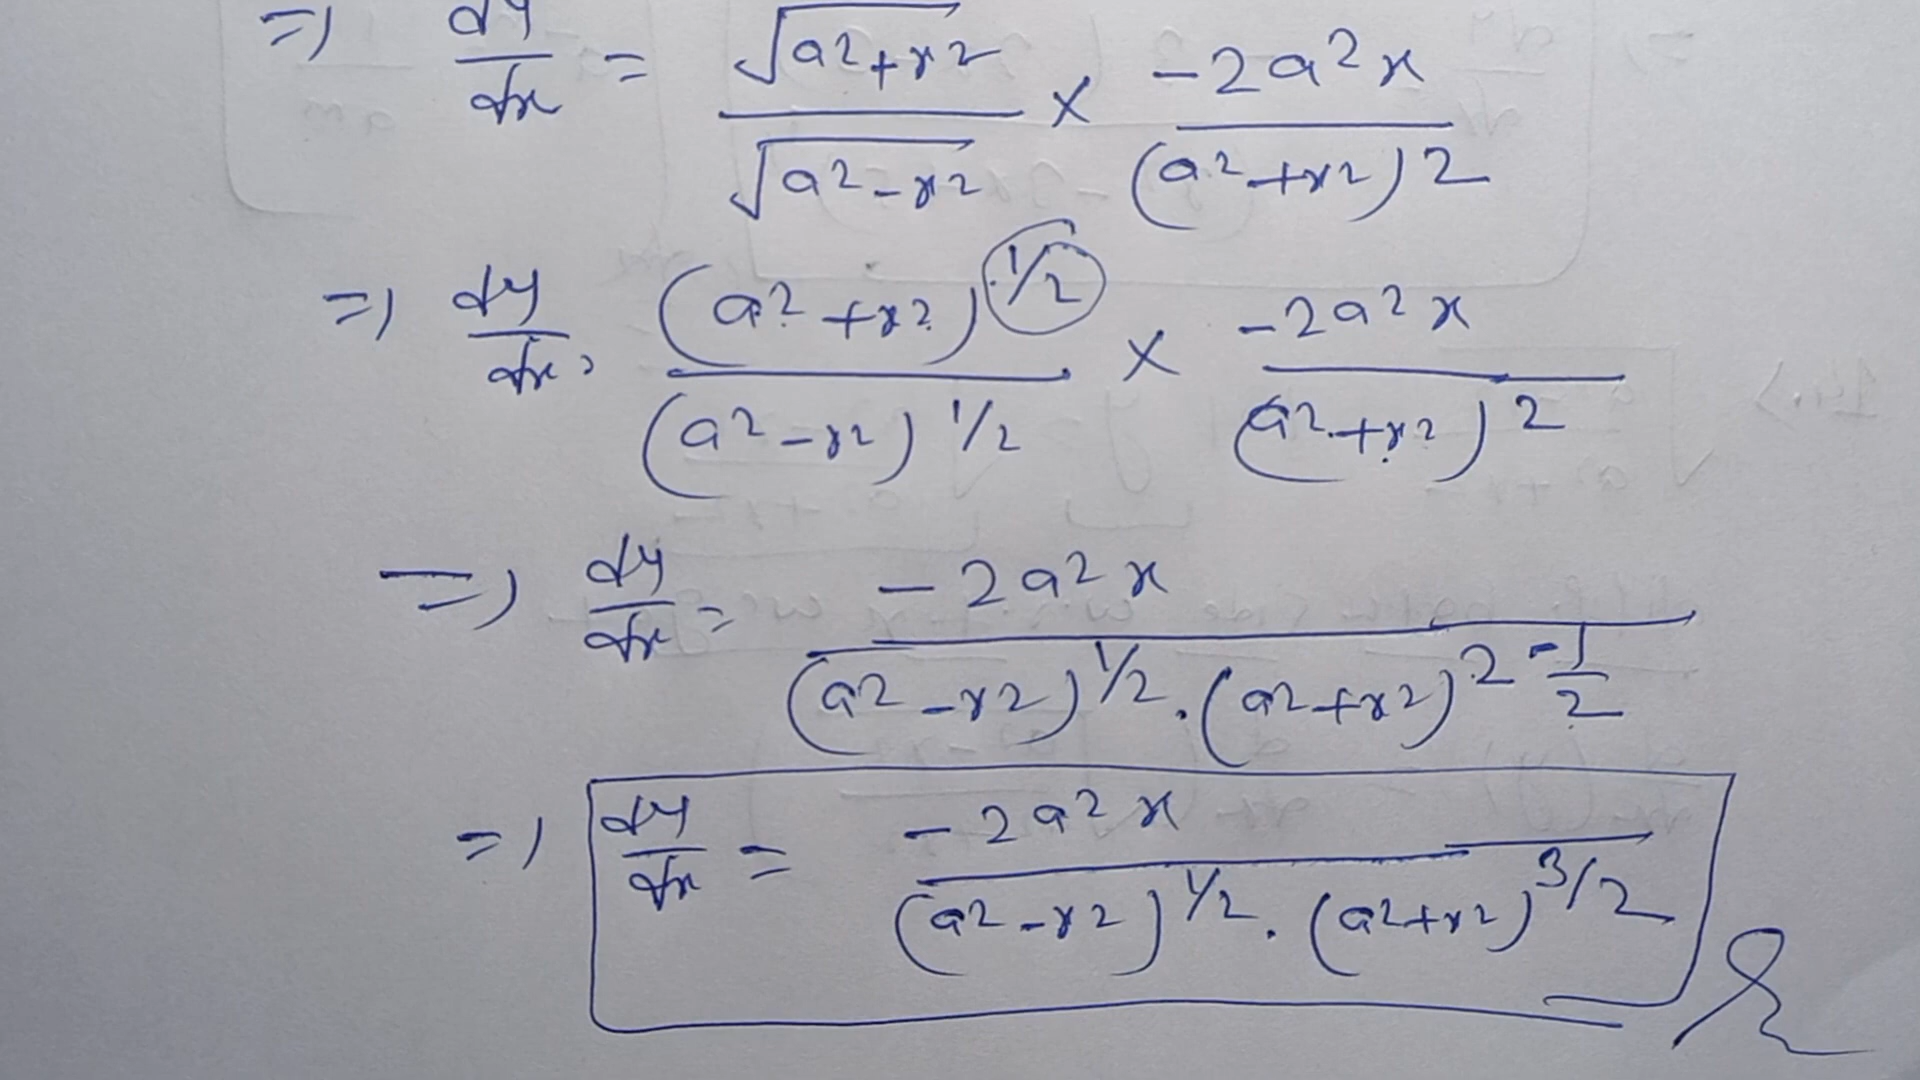 => dy/dx = √(a²+x²) / √(a²-x²) × -2a²x / (a²+x²)²
=> dy/dx = (a²+x²)^1/2 / (a²-x²)^1/2 × -2a²x / (a²+x²)²
=> dy/dx = -2a²x / (a²-x²)^1/2 . (a²+x²)^2-1/2
=> dy/dx = -2a²x / (a²-x²)^1/2 . (a²+x²)^3/2